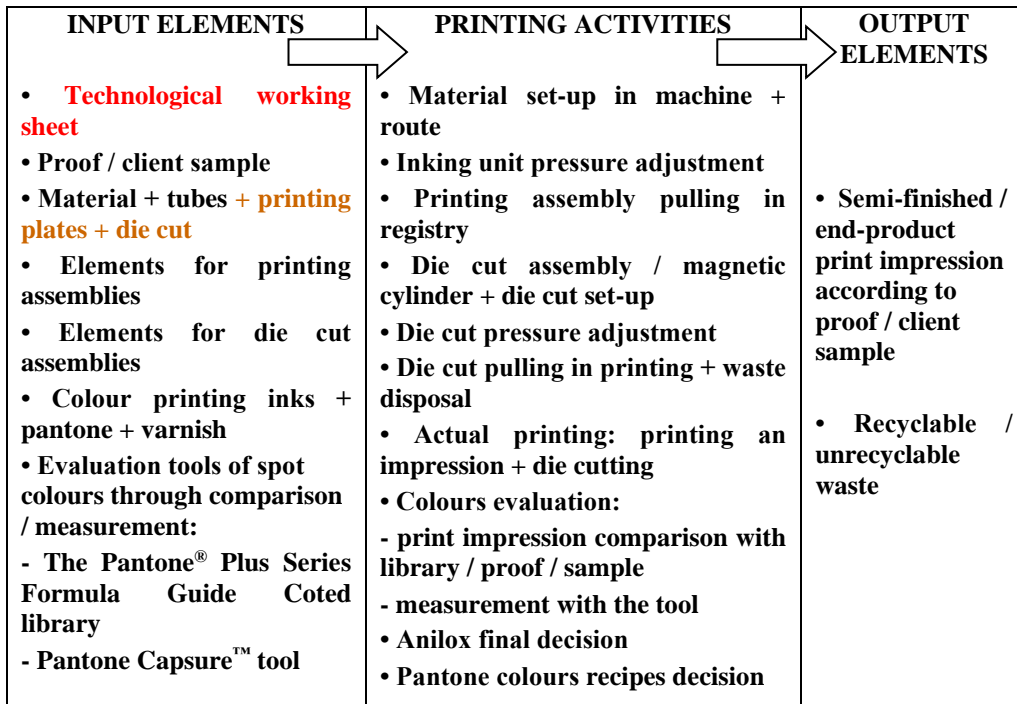 INPUT ELEMENTS
• Technological working
sheet
• Proof / client sample
• Material + tubes + printing
plates + die cut
• Elements for printing
assemblies
• Elements for die cut
assemblies
• Colour printing inks +
pantone + varnish
• Evaluation tools of spot
colours through comparison
/ measurement:
- The Pantone® Plus Series
Formula Guide Coted
library
- Pantone Capsure™ tool
PRINTING ACTIVITIES
• Material set-up in machine +
route
• Inking unit pressure adjustment
• Printing assembly pulling in
registry
• Die cut assembly / magnetic
cylinder + die cut set-up
• Die cut pressure adjustment
• Die cut pulling in printing + waste
disposal
• Actual printing: printing an
impression + die cutting
• Colours evaluation:
- print impression comparison with
library / proof / sample
- measurement with the tool
• Anilox final decision
• Pantone colours recipes decision
OUTPUT
ELEMENTS
• Semi-finished /
end-product
print impression
according to
proof / client
sample
• Recyclable /
unrecyclable
waste